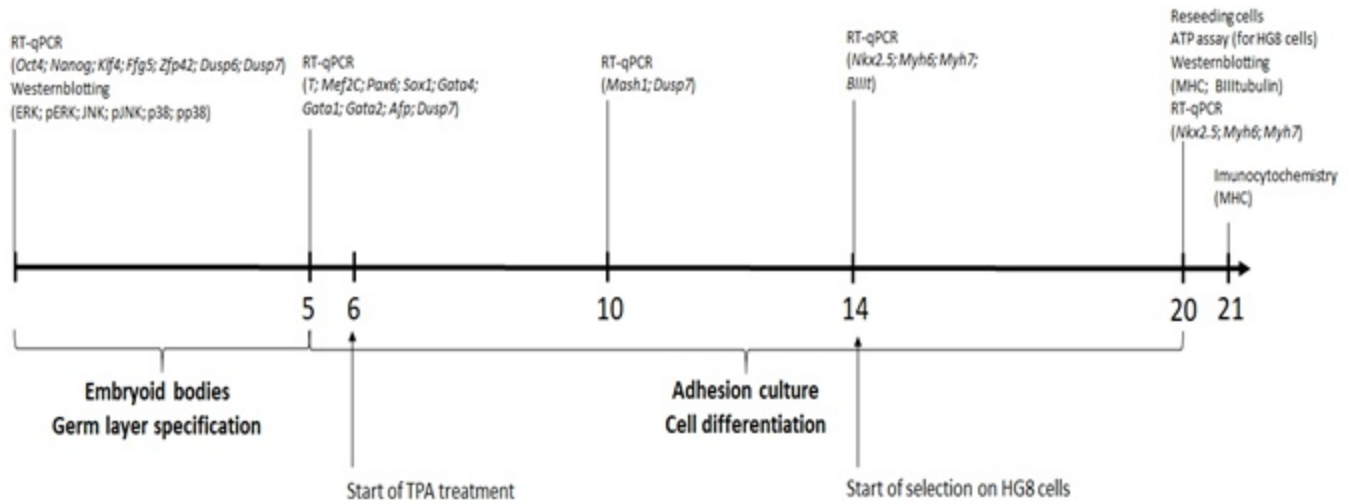 RT-qPCR
(Oct4; Nanog; Klf4; Ffg5; Zfp42; Dusp6; Dusp7)
Westernblotting
(ERK; pERK; JNK; pJNK; p38; pp38)
RT-qPCR
(T; Mef2C; Pax6; Sox1; Gata4;
Gata1; Gata2; Afp; Dusp7)
RT-qPCR
(Mash1; Dusp7)
RT-qPCR
(Nkx2.5; Myh6; Myh7;
BIIIt)
Reseeding cells
ATP assay (for HG8 cells)
Westernblotting
(MHC; BIIItubulin)
RT-qPCR
(Nkx2.5; Myh6; Myh7)
Imunocytochemistry
(MHC)
5
6
10
14
20
21
Embryoid bodies
Germ layer specification
Adhesion culture
Cell differentiation
Start of TPA treatment
Start of selection on HG8 cells